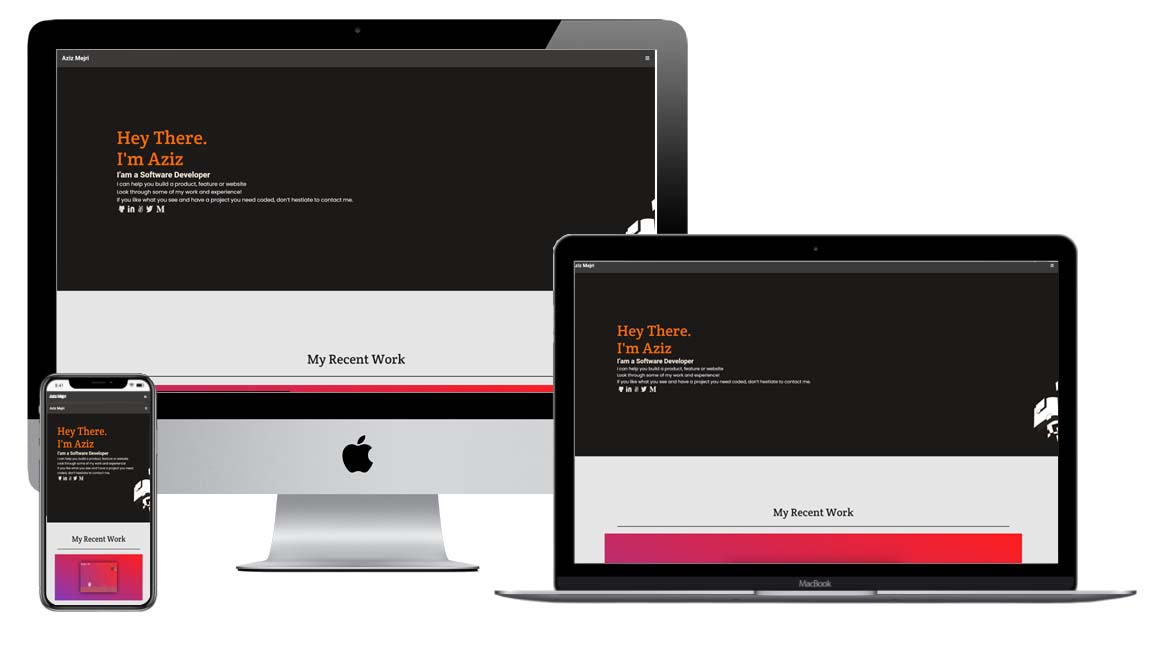 Aziz Mejri
Hey There.
I'm Aziz
I'am a Software Developer
I can help you build a product, feature or website
Look through some of my work and experience!
If you like what you see and have a project you need coded, don't hestiate to contact me.
My Recent Work
ziz Mejri
Hey There.
I'm Aziz
I'am a Software Developer
I can help you build a product, feature or website
Look through some of my work and experience!
If you like what you see and have a project you need coded, don't hestiate to contact me.
My Recent Work
MacBook
9:41
Aziz Mejri
Aziz Mejri
Hey There.
I'm Aziz
I'am a Software Developer
I can help you build a product, feature or website
Look through some of my work and experience!
If you like what you see and have a project you need
coded, don't hestiate to contact me.
My Recent Work